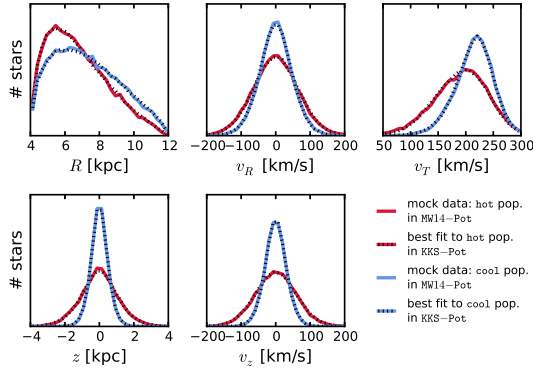 # stars
4 6 8 10 12
R [kpc]
−200 −100 0 100 200
v_R [km/s]
50 100 150 200 250 300
v_T [km/s]
# stars
−4 −2 0 2 4
z [kpc]
−200 −100 0 100 200
v_z [km/s]
mock data: hot pop.
in MW14−Pot
best fit to hot pop.
in KKS−Pot
mock data: cool pop.
in MW14−Pot
best fit to cool pop.
in KKS−Pot